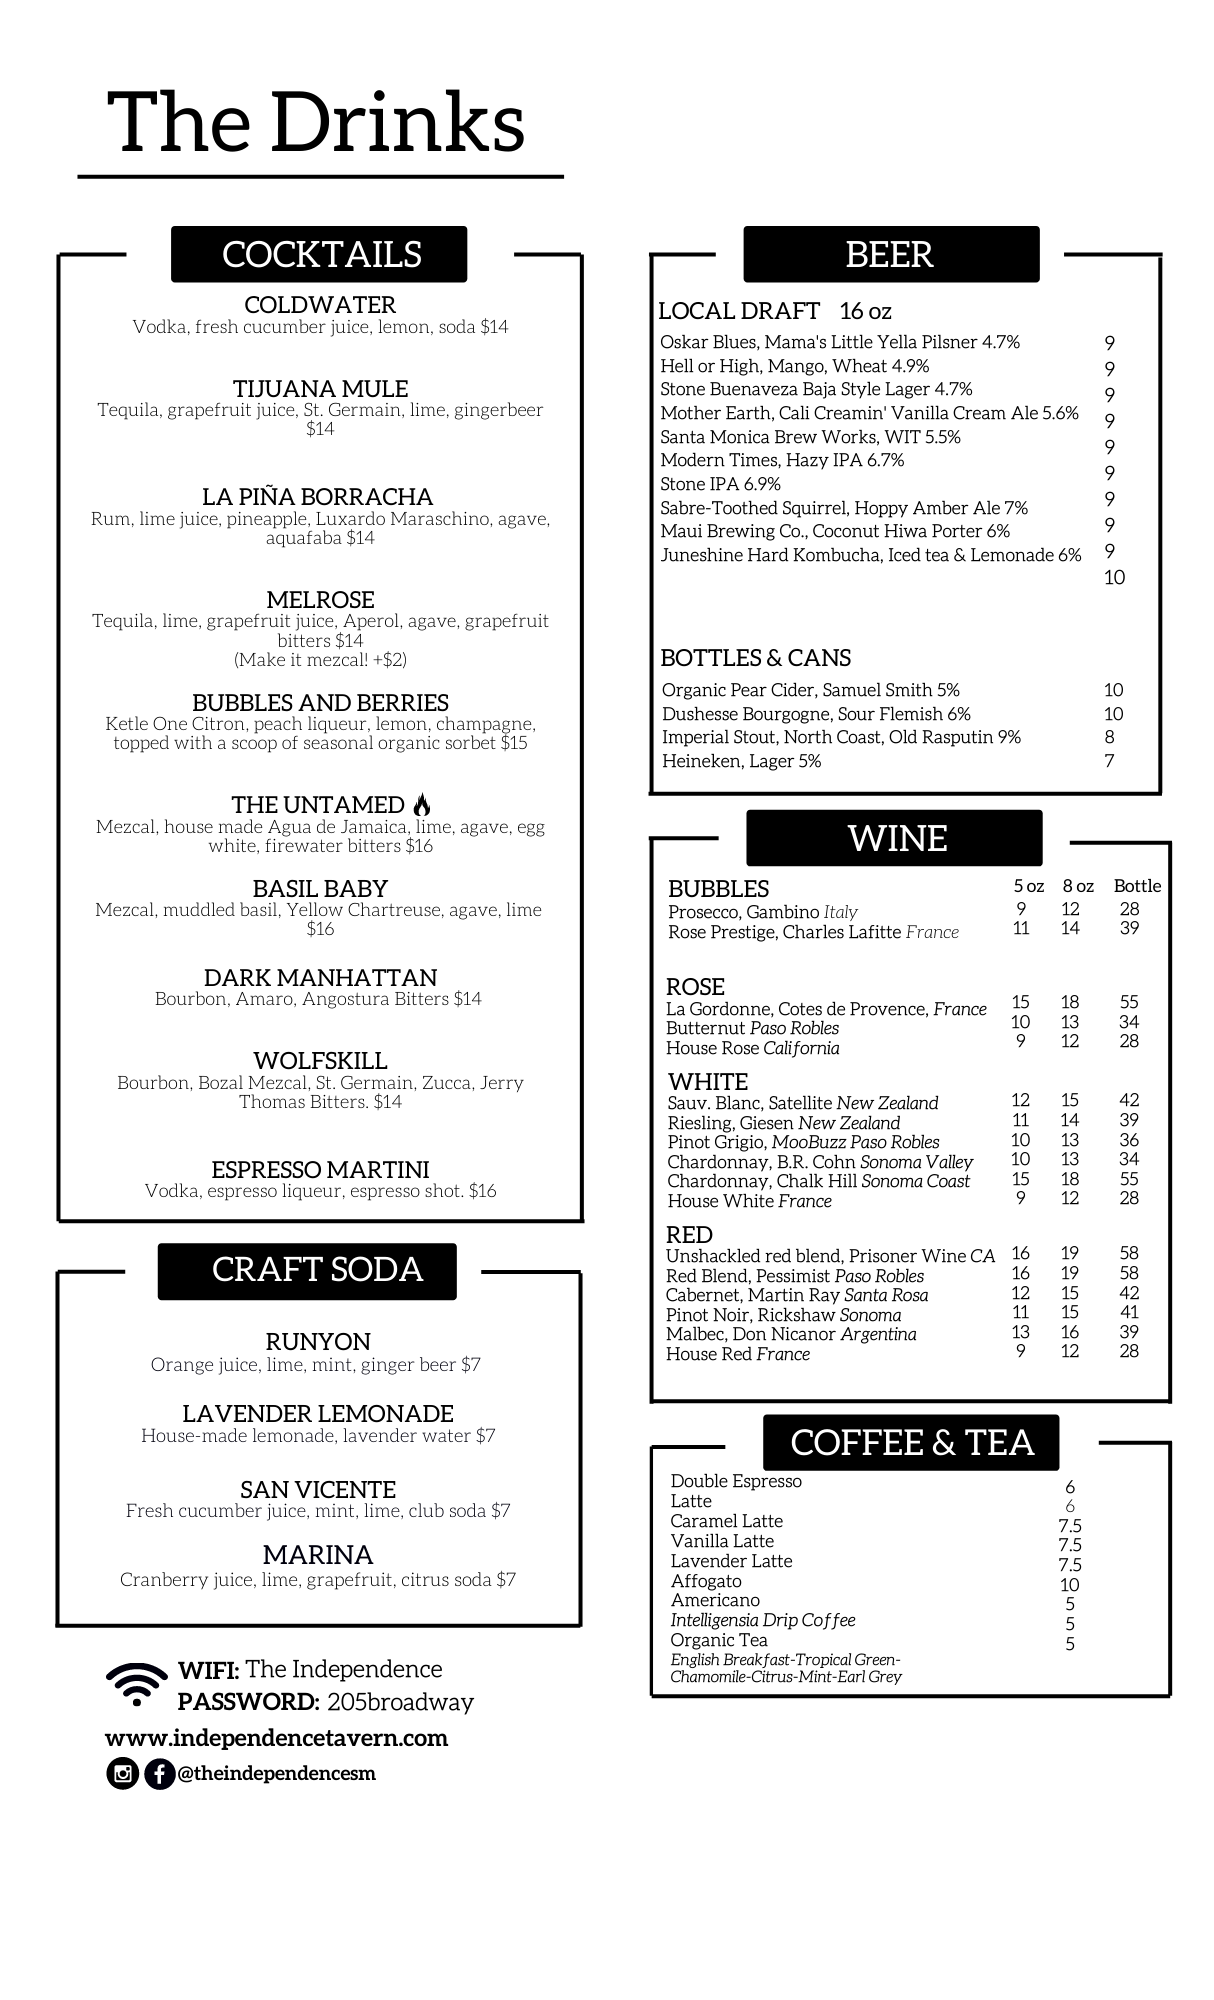 The Drinks
COCKTAILS
COLDWATER
Vodka, fresh cucumber juice, lemon, soda $14
TIJUANA MULE
Tequila, grapefruit juice, St. Germain, lime, gingerbeer
$14
LA PIÑA BORRACHA
Rum, lime juice, pineapple, Luxardo Maraschino, agave,
aquafaba $14
MELROSE
Tequila, lime, grapefruit juice, Aperol, agave, grapefruit
bitters $14
(Make it mezcal! +$2)
BUBBLES AND BERRIES
Ketle One Citron, peach liqueur, lemon, champagne,
topped with a scoop of seasonal organic sorbet $15
THE UNTAMED
Mezcal, house made Agua de Jamaica, lime, agave, egg
white, firewater bitters $16
BASIL BABY
Mezcal, muddled basil, Yellow Chartreuse, agave, lime
$16
DARK MANHATTAN
Bourbon, Amaro, Angostura Bitters $14
WOLFSKILL
Bourbon, Bozal Mezcal, St. Germain, Zucca, Jerry
Thomas Bitters. $14
ESPRESSO MARTINI
Vodka, espresso liqueur, espresso shot. $16
CRAFT SODA
RUNYON
Orange juice, lime, mint, ginger beer $7
LAVENDER LEMONADE
House-made lemonade, lavender water $7
SAN VICENTE
Fresh cucumber juice, mint, lime, club soda $7
MARINA
Cranberry juice, lime, grapefruit, citrus soda $7
WIFI: The Independence
PASSWORD: 205broadway
www.independencetavern.com
@theindependencesm
BEER
LOCAL DRAFT 16 oz
Oskar Blues, Mama's Little Yella Pilsner 4.7% 9
Hell or High, Mango, Wheat 4.9% 9
Stone Buenaveza Baja Style Lager 4.7% 9
Mother Earth, Cali Creamin' Vanilla Cream Ale 5.6% 9
Santa Monica Brew Works, WIT 5.5% 9
Modern Times, Hazy IPA 6.7% 9
Stone IPA 6.9% 9
Sabre-Toothed Squirrel, Hoppy Amber Ale 7% 9
Maui Brewing Co., Coconut Hiwa Porter 6% 9
Juneshine Hard Kombucha, Iced tea & Lemonade 6% 10
BOTTLES & CANS
Organic Pear Cider, Samuel Smith 5% 10
Dushesse Bourgogne, Sour Flemish 6% 10
Imperial Stout, North Coast, Old Rasputin 9% 8
Heineken, Lager 5% 7
WINE
BUBBLES 5 oz 8 oz Bottle
Prosecco, Gambino Italy 9 12 28
Rose Prestige, Charles Lafitte France 11 14 39
ROSE
La Gordonne, Cotes de Provence, France 15 18 55
Butternut Paso Robles 10 13 34
House Rose California 9 12 28
WHITE
Sauv. Blanc, Satellite New Zealand 12 15 42
Riesling, Giesen New Zealand 11 14 39
Pinot Grigio, MooBuzz Paso Robles 10 13 36
Chardonnay, B.R. Cohn Sonoma Valley 10 13 34
Chardonnay, Chalk Hill Sonoma Coast 15 18 55
House White France 9 12 28
RED
Unshackled red blend, Prisoner Wine CA 16 19 58
Red Blend, Pessimist Paso Robles 16 19 58
Cabernet, Martin Ray Santa Rosa 12 15 42
Pinot Noir, Rickshaw Sonoma 11 15 41
Malbec, Don Nicanor Argentina 13 16 39
House Red France 9 12 28
COFFEE & TEA
Double Espresso 6
Latte 6
Caramel Latte 7.5
Vanilla Latte 7.5
Lavender Latte 7.5
Affogato 10
Americano 5
Intelligensia Drip Coffee 5
Organic Tea 5
English Breakfast-Tropical Green-
Chamomile-Citrus-Mint-Earl Grey